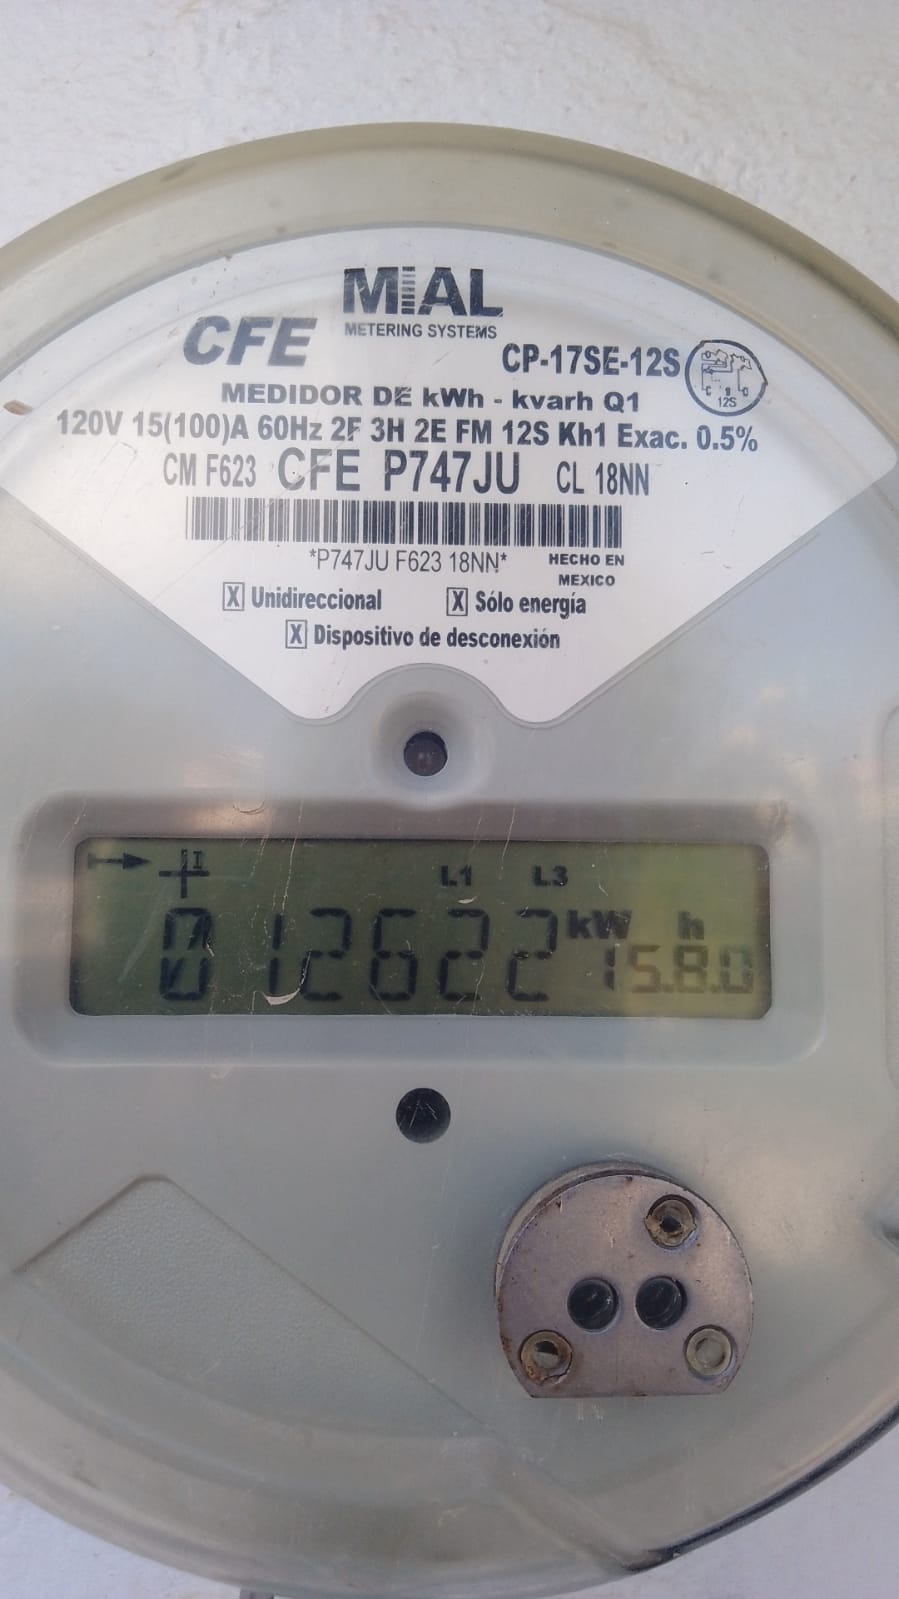 MIAL
METERING SYSTEMS
CFE
CP-17SE-12S
12S
MEDIDOR DE kWh - kvarh Q1
120V 15(100)A 60Hz 2F 3H 2E FM 12S Kh1 Exac. 0.5%
CM F623 CFE P747JU CL 18NN
*P747JU F623 18NN*
HECHO EN
MEXICO
X Unidireccional X Sólo energía
X Dispositivo de desconexión
I L1 L3
012622 kW h 15.8.0